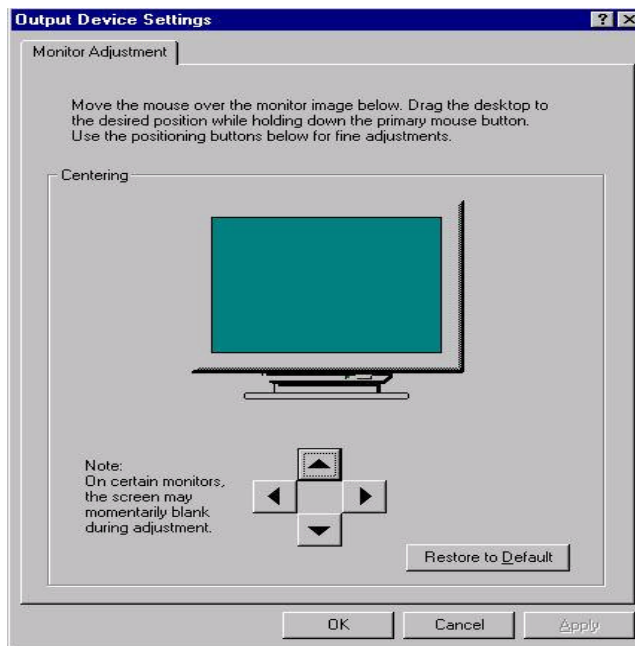 Output Device Settings
Monitor Adjustment
Move the mouse over the monitor image below. Drag the desktop to
the desired position while holding down the primary mouse button.
Use the positioning buttons below for fine adjustments.
Centering
Note:
On certain monitors,
the screen may
momentarily blank
during adjustment.
Restore to Default
OK
Cancel
Apply